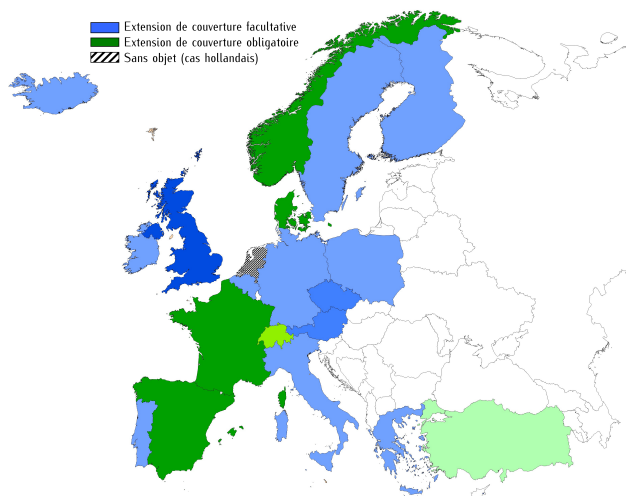 Extension de couverture facultative
Extension de couverture obligatoire
Sans objet (cas hollandais)